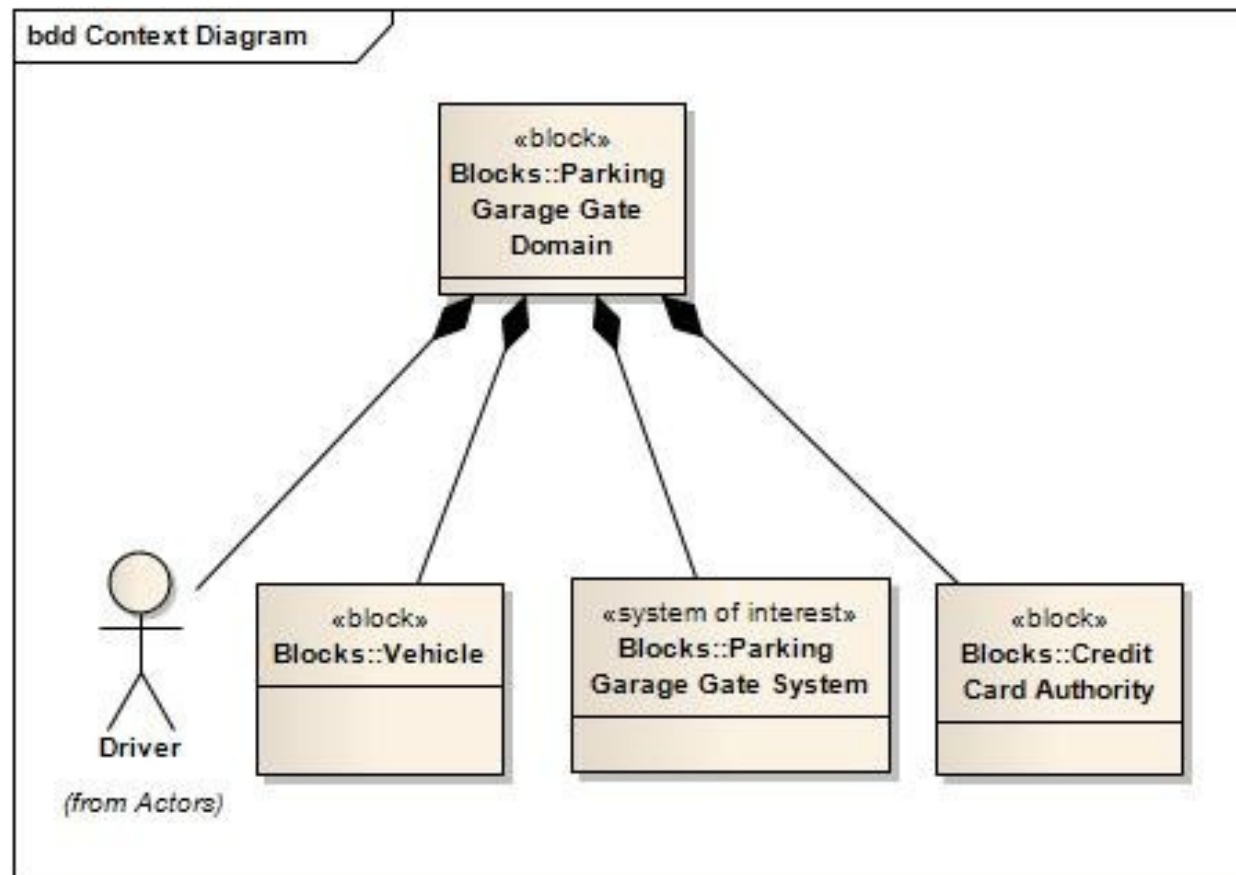 bdd Context Diagram
«block»
Blocks::Parking
Garage Gate
Domain
Driver
(from Actors)
«block»
Blocks::Vehicle
«system of interest»
Blocks::Parking
Garage Gate System
«block»
Blocks::Credit
Card Authority